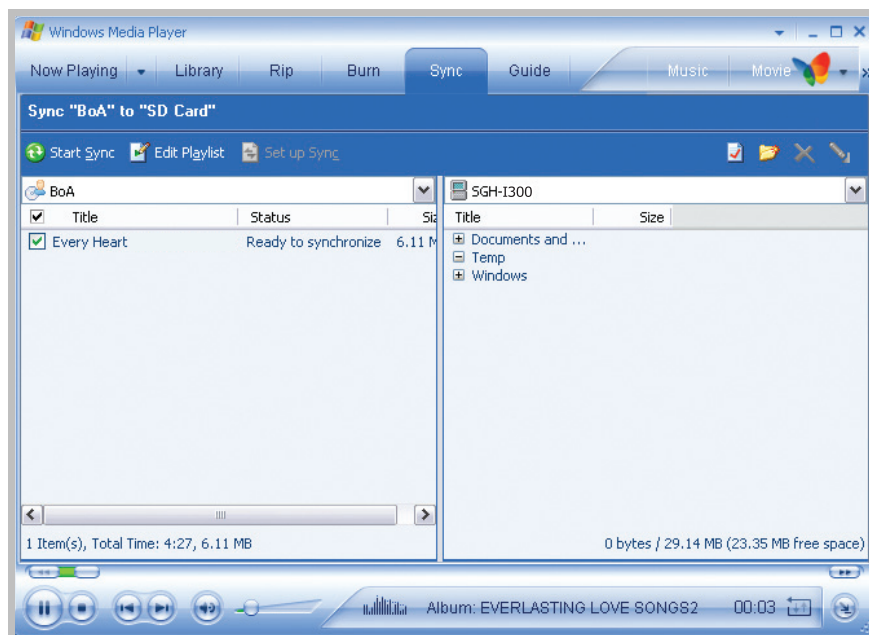 Windows Media Player
Now Playing Library Rip Burn Sync Guide Music Movie
Sync "BoA" to "SD Card"
Start Sync Edit Playlist Set up Sync
BoA SGH-I300
Title Status Siz Title Size
Every Heart Ready to synchronize 6.11 M Documents and ...
Temp
Windows
1 Item(s), Total Time: 4:27, 6.11 MB 0 bytes / 29.14 MB (23.35 MB free space)
Album: EVERLASTING LOVE SONGS2 00:03